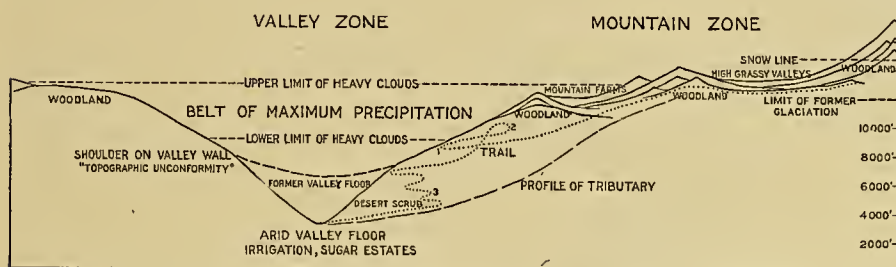 VALLEY ZONE
MOUNTAIN ZONE
SNOW LINE
WOODLAND
HIGH GRASSY VALLEYS
UPPER LIMIT OF HEAVY CLOUDS
MOUNTAIN FARMS
WOODLAND
WOODLAND
BELT OF MAXIMUM PRECIPITATION
WOODLAND
LIMIT OF FORMER
GLACIATION
LOWER LIMIT OF HEAVY CLOUDS
2
10000'
1
TRAIL
SHOULDER ON VALLEY WALL
"TOPOGRAPHIC UNCONFORMITY"
8000'
FORMER VALLEY FLOOR
PROFILE OF TRIBUTARY
6000'
3
DESERT SCRUB
4000'
ARID VALLEY FLOOR
IRRIGATION, SUGAR ESTATES
2000'